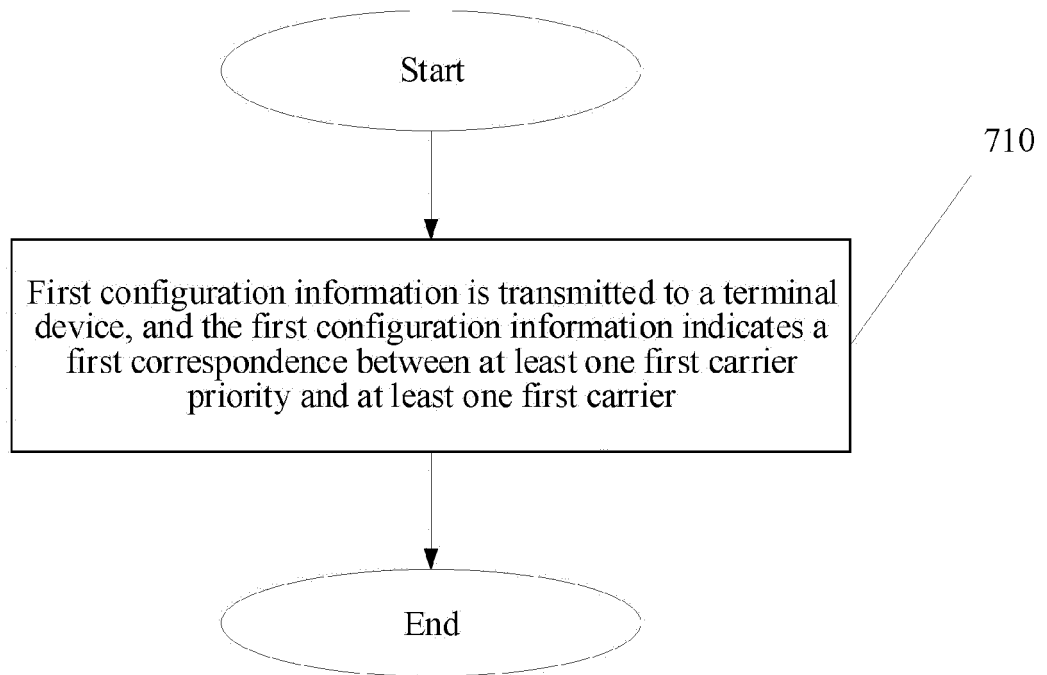 Start
710
First configuration information is transmitted to a terminal
device, and the first configuration information indicates a
first correspondence between at least one first carrier
priority and at least one first carrier
End